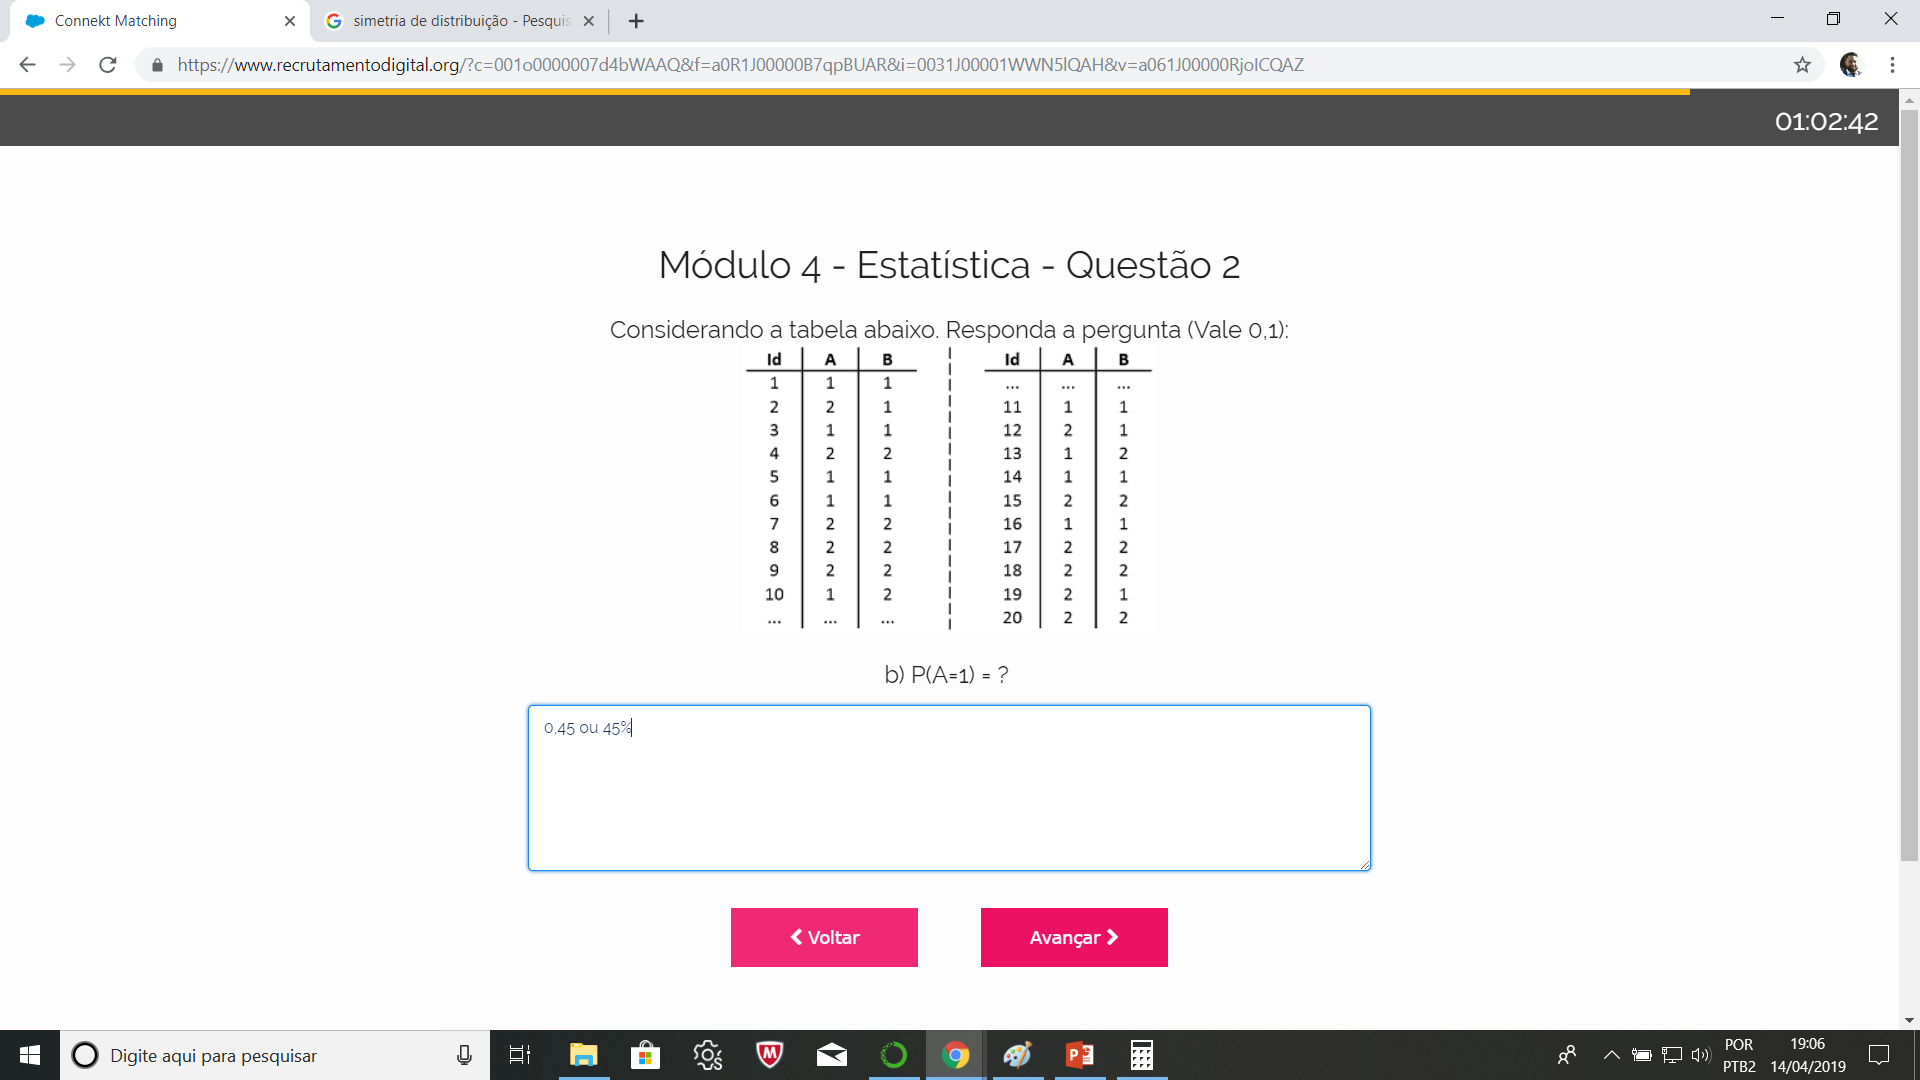 Connekt Matching
simetria de distribuição - Pesquis
https://www.recrutamentodigital.org/?c=001o0000007d4bWAAQ&f=a0R1J00000B7qpBUAR&i=0031J00001WWN5lQAH&v=a061J00000RjoICQAZ
01:02:42
Módulo 4 - Estatística - Questão 2
Considerando a tabela abaixo. Responda a pergunta (Vale 0,1):
Id A B Id A B
1 1 1 ... ... ...
2 2 1 11 1 1
3 1 1 12 2 1
4 2 2 13 1 2
5 1 1 14 1 1
6 1 1 15 2 2
7 2 2 16 1 1
8 2 2 17 2 2
9 2 2 18 2 2
10 1 2 19 2 1
... ... ... 20 2 2
b) P(A=1) = ?
0,45 ou 45%
Voltar Avançar
Digite aqui para pesquisar
POR 19:06
PTB2 14/04/2019